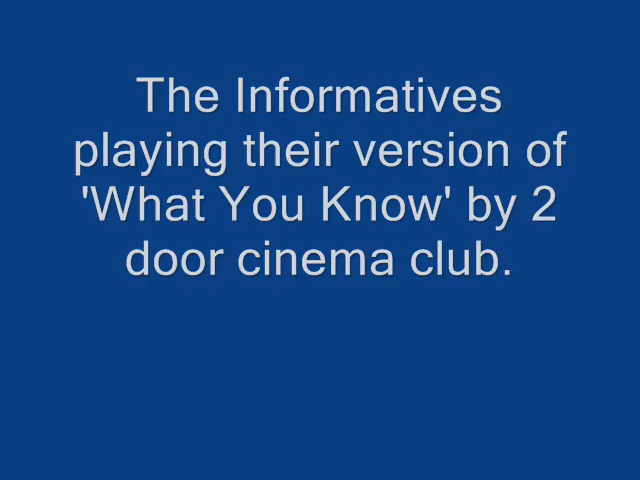 The Informatives
playing their version of
'What You Know' by 2
door cinema club.